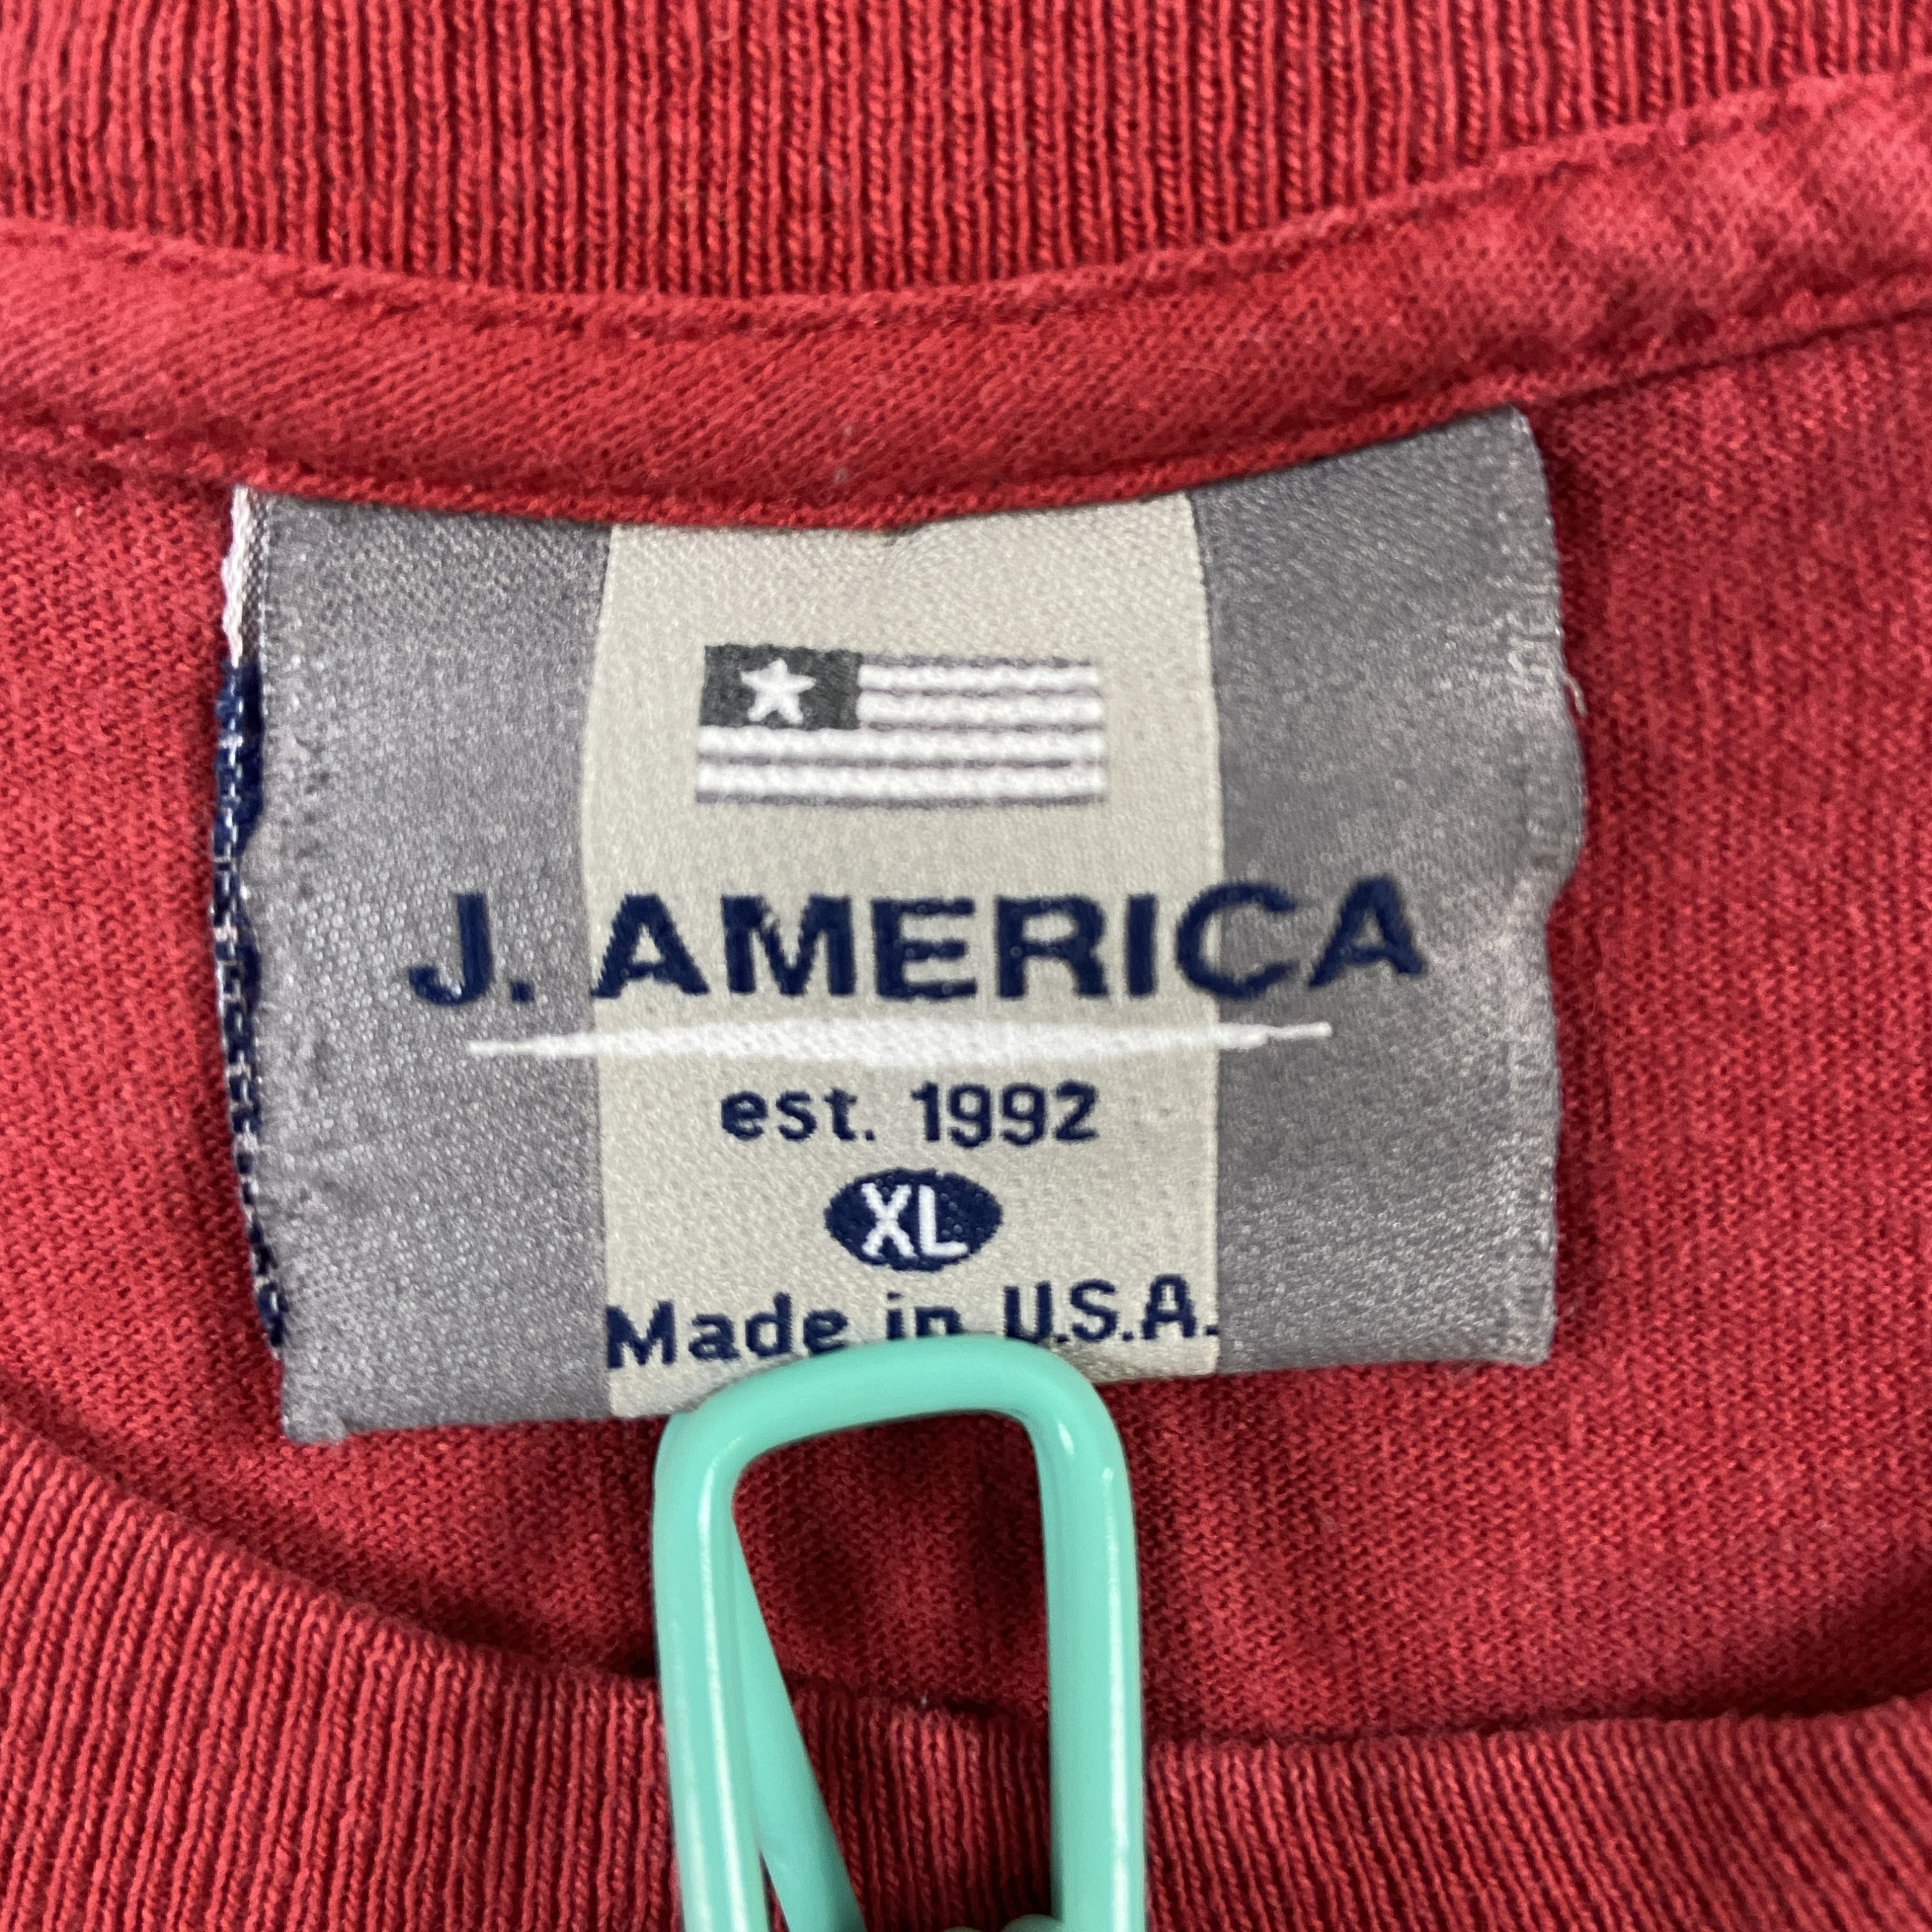 J. AMERICA
est. 1992
XL
Made in U.S.A.